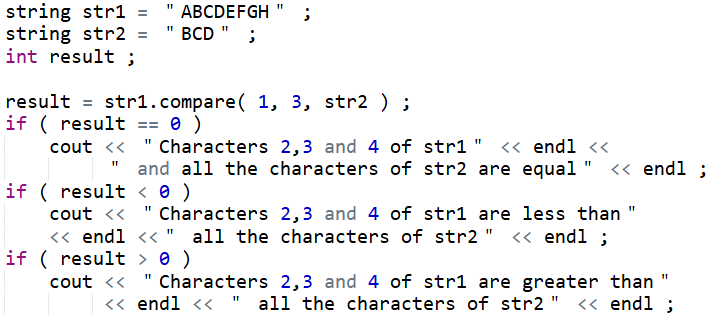 string str1 = "ABCDEFGH" ;
string str2 = "BCD" ;
int result ;
result = str1.compare( 1, 3, str2 ) ;
if ( result == 0 )
cout << "Characters 2,3 and 4 of str1" << endl <<
" and all the characters of str2 are equal" << endl ;
if ( result < 0 )
cout << "Characters 2,3 and 4 of str1 are less than"
<< endl <<" all the characters of str2" << endl ;
if ( result > 0 )
cout << "Characters 2,3 and 4 of str1 are greater than"
<< endl << " all the characters of str2" << endl ;